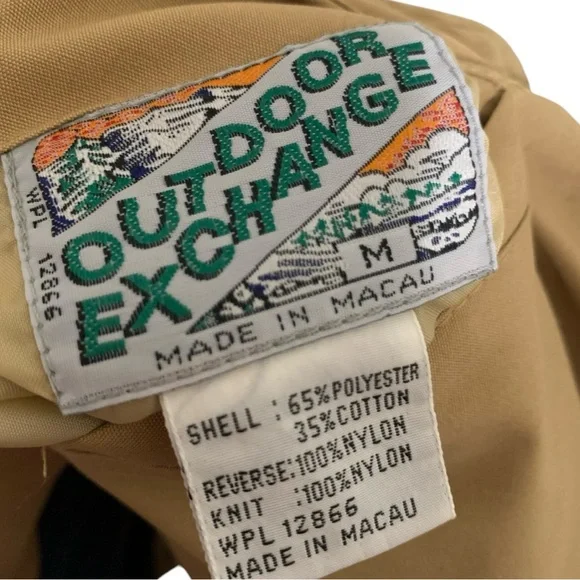 OUTDOOR
EXCHANGE
WPL 12866
M
MADE IN MACAU
SHELL : 65% POLYESTER
35% COTTON
REVERSE: 100% NYLON
KNIT : 100% NYLON
WPL 12866
MADE IN MACAU